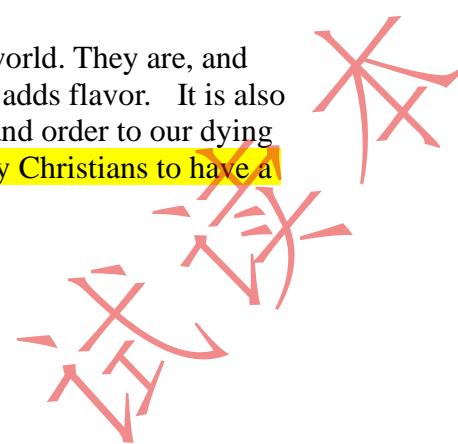 world. They are, and
adds flavor. It is also
and order to our dying
y Christians to have a
试读本